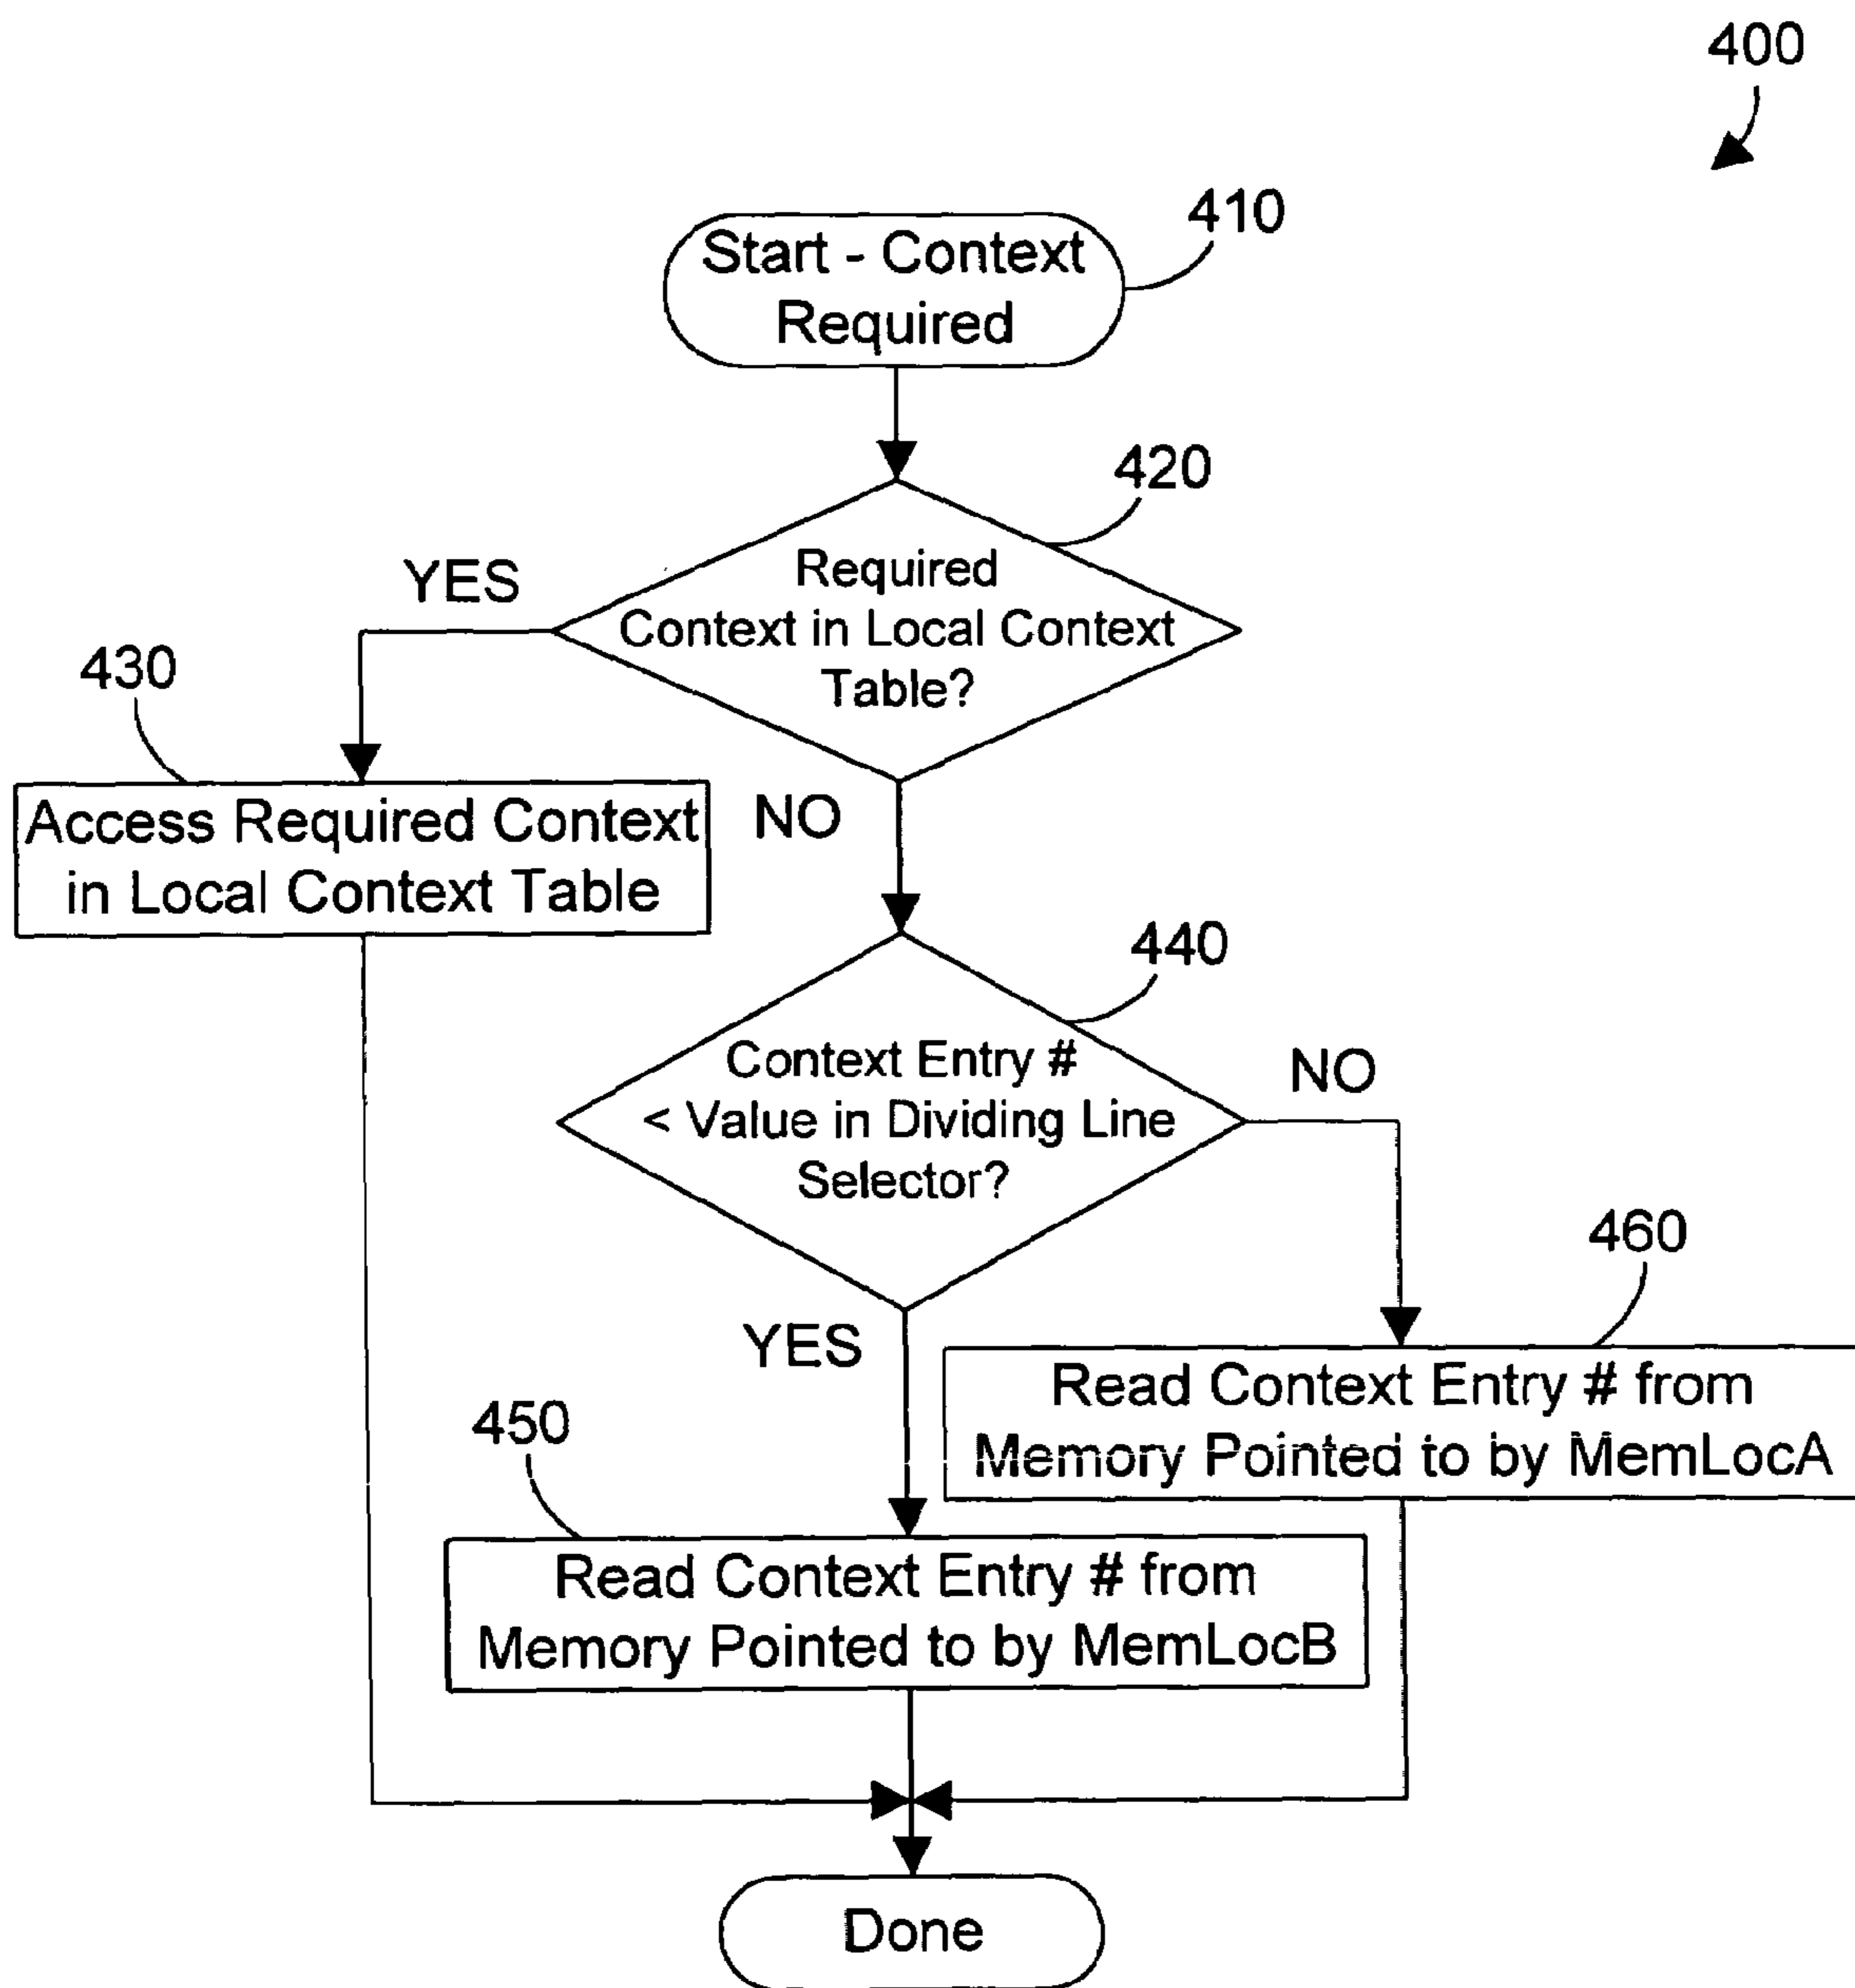 400
Start - Context
Required
410
420
Required
Context in Local Context
Table?
YES
430
Access Required Context
in Local Context Table
NO
440
Context Entry #
< Value in Dividing Line
Selector?
NO
460
YES
Read Context Entry # from
Memory Pointed to by MemLocA
450
Read Context Entry # from
Memory Pointed to by MemLocB
Done